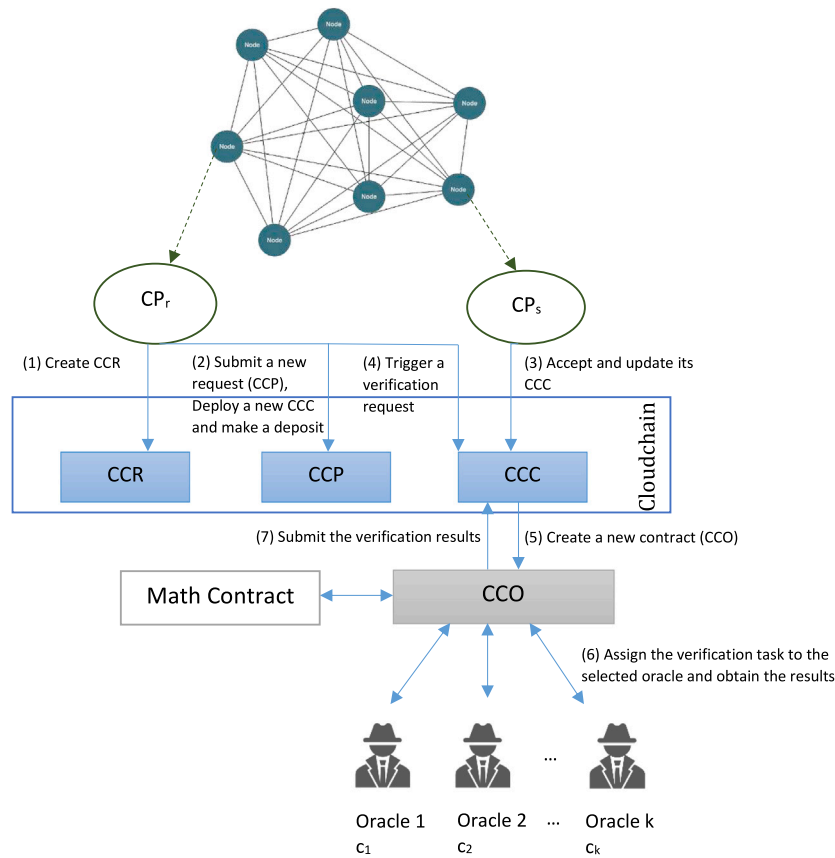 Node
Node
Node
Node
Node
Node
Node
Node
CPr
CPs
(1) Create CCR
(2) Submit a new
request (CCP),
Deploy a new CCC
and make a deposit
(4) Trigger a
verification
request
(3) Accept and update its
CCC
CCR
CCP
CCC
Cloudchain
(7) Submit the verification results
(5) Create a new contract (CCO)
Math Contract
CCO
(6) Assign the verification task to the
selected oracle and obtain the results
...
Oracle 1 Oracle 2 ... Oracle k
c1 c2 ck